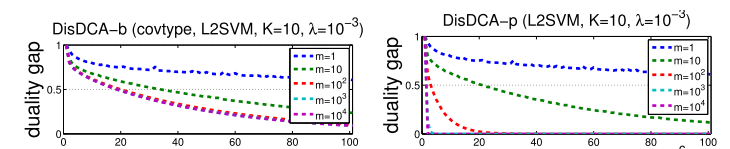 DisDCA-b (covtype, L2SVM, K=10, λ=10⁻³)
duality gap
1
0.5
0
0 20 40 60 80 100
m=1
m=10
m=10²
m=10³
m=10⁴
DisDCA-p (L2SVM, K=10, λ=10⁻³)
duality gap
1
0.5
0
0 20 40 60 80 100
m=1
m=10
m=10²
m=10³
m=10⁴